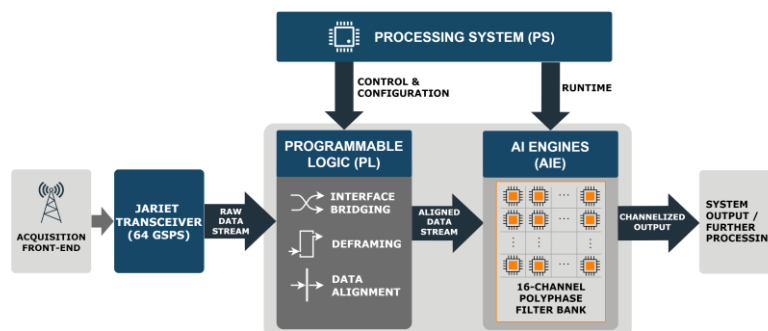 PROCESSING SYSTEM (PS)
CONTROL &
CONFIGURATION
RUNTIME
PROGRAMMABLE
LOGIC (PL)
AI ENGINES
(AIE)
ACQUISITION
FRONT-END
JARIET
TRANSCEIVER
(64 GSPS)
RAW
DATA
STREAM
INTERFACE
BRIDGING
DEFRAMING
DATA
ALIGNMENT
ALIGNED
DATA
STREAM
16-CHANNEL
POLYPHASE
FILTER BANK
CHANNELIZED
OUTPUT
SYSTEM
OUTPUT /
FURTHER
PROCESSIN